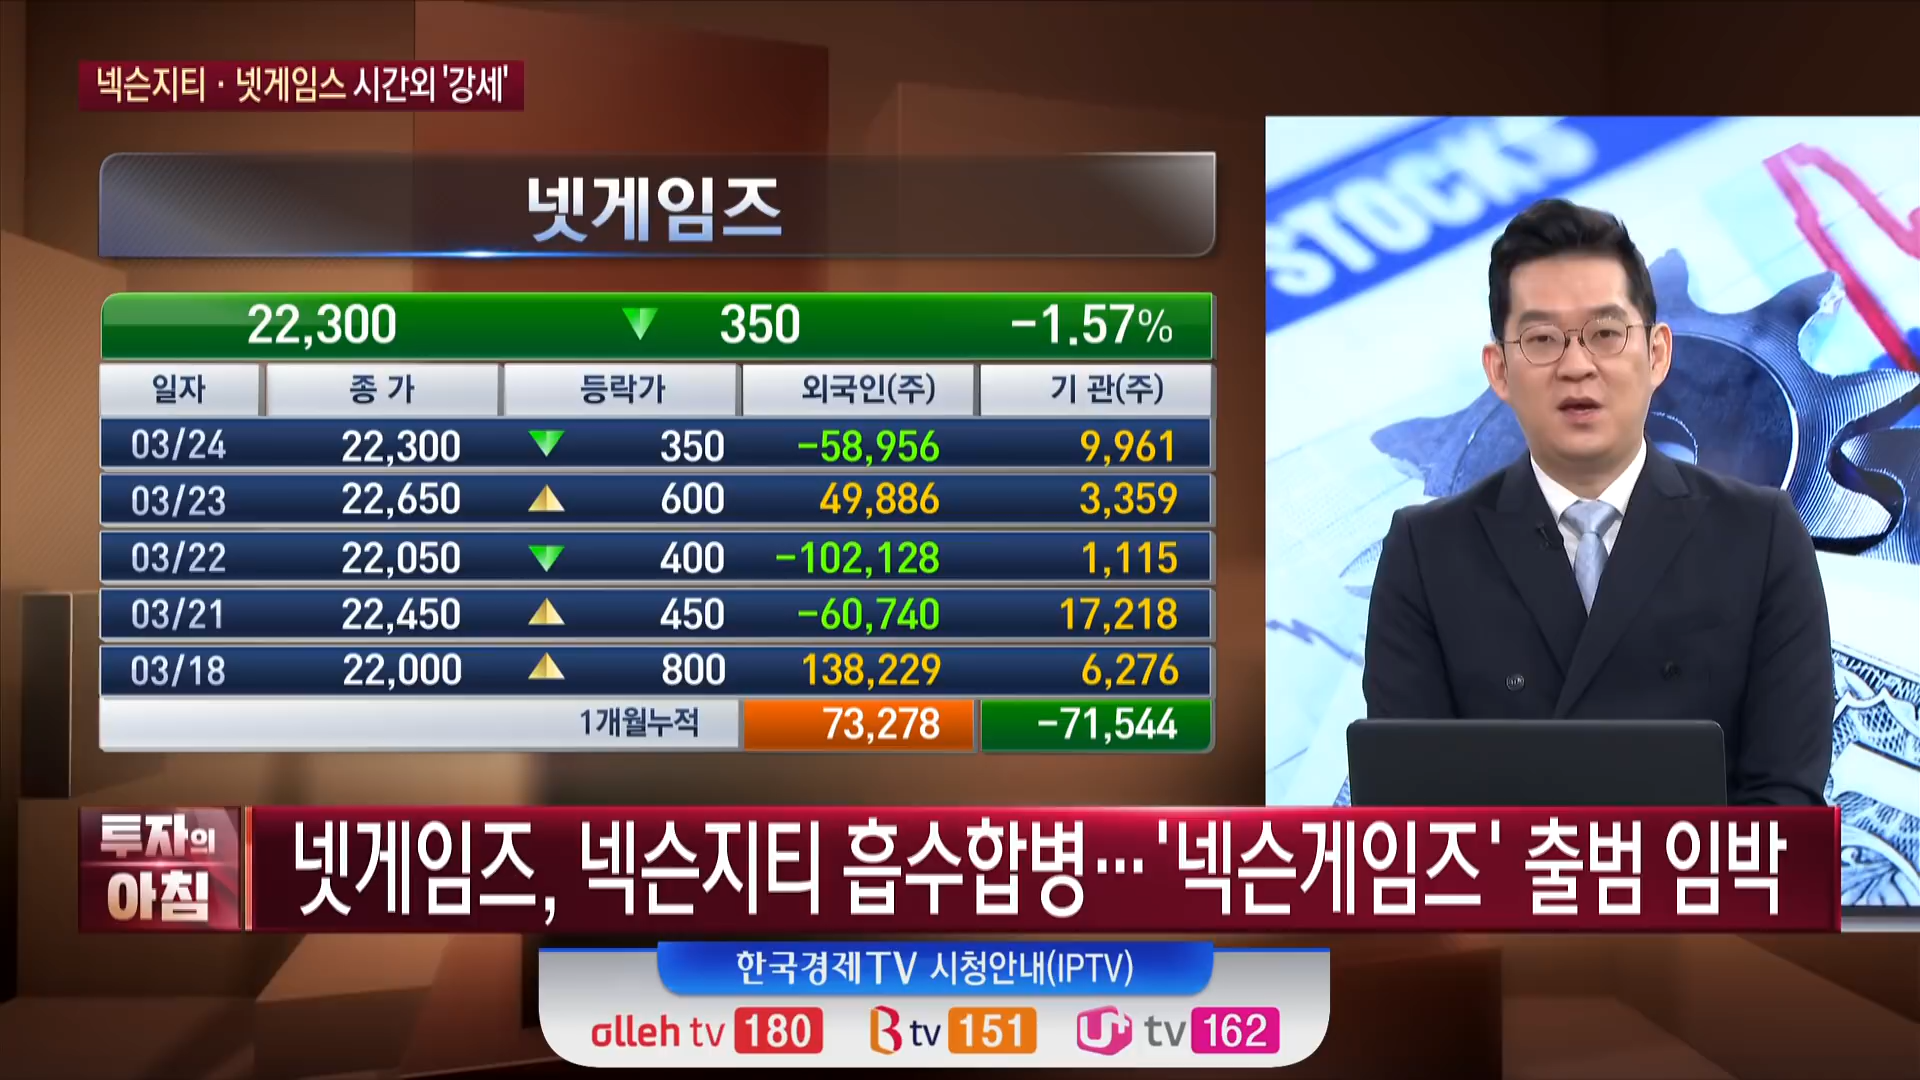 넥슨지티 · 넷게임스 시간외 '강세'
STOCKS
넷게임즈
22,300 ▼ 350 -1.57%
일자 종 가 등락가 외국인(주) 기 관(주)
03/24 22,300 ▼ 350 -58,956 9,961
03/23 22,650 ▲ 600 49,886 3,359
03/22 22,050 ▼ 400 -102,128 1,115
03/21 22,450 ▲ 450 -60,740 17,218
03/18 22,000 ▲ 800 138,229 6,276
1개월누적 73,278 -71,544
투자의 아침
넷게임즈, 넥슨지티 흡수합병…'넥슨게임즈' 출범 임박
한국경제TV 시청안내(IPTV)
olleh tv 180 B tv 151 U+ tv 162